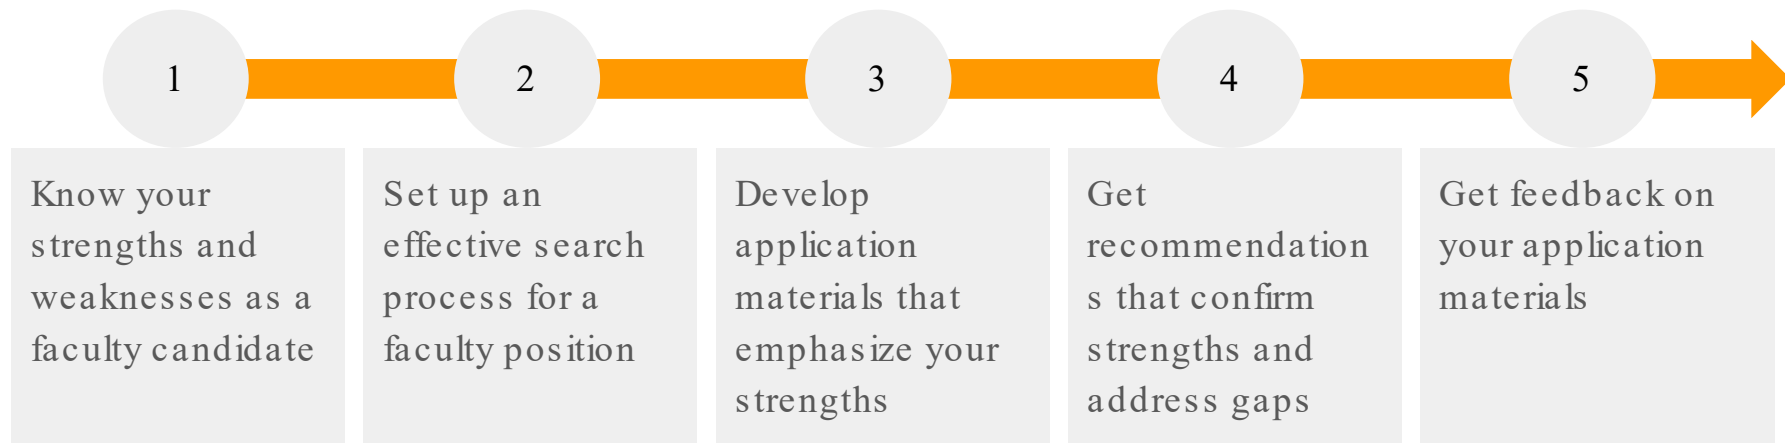 1
2
3
4
5
Know your
strengths and
weaknesses as a
faculty candidate
Set up an
effective search
process for a
faculty position
Develop
application
materials that
emphasize your
strengths
Get
recommendation
s that confirm
strengths and
address gaps
Get feedback on
your application
materials